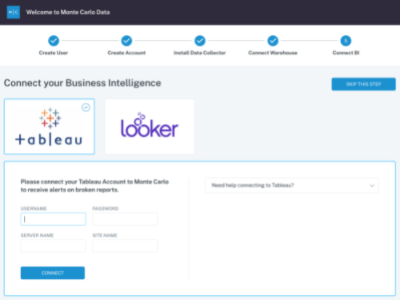 MC Welcome to Monte Carlo Data
Create User Create Account Install Data Collector Connect Warehouse 5 Connect BI
Connect your Business Intelligence
SKIP THIS STEP
+ableau
looker
Please connect your Tableau Account to Monte Carlo
to receive alerts on broken reports.
Need help connecting to Tableau?
USERNAME PASSWORD
SERVER NAME SITE NAME
CONNECT